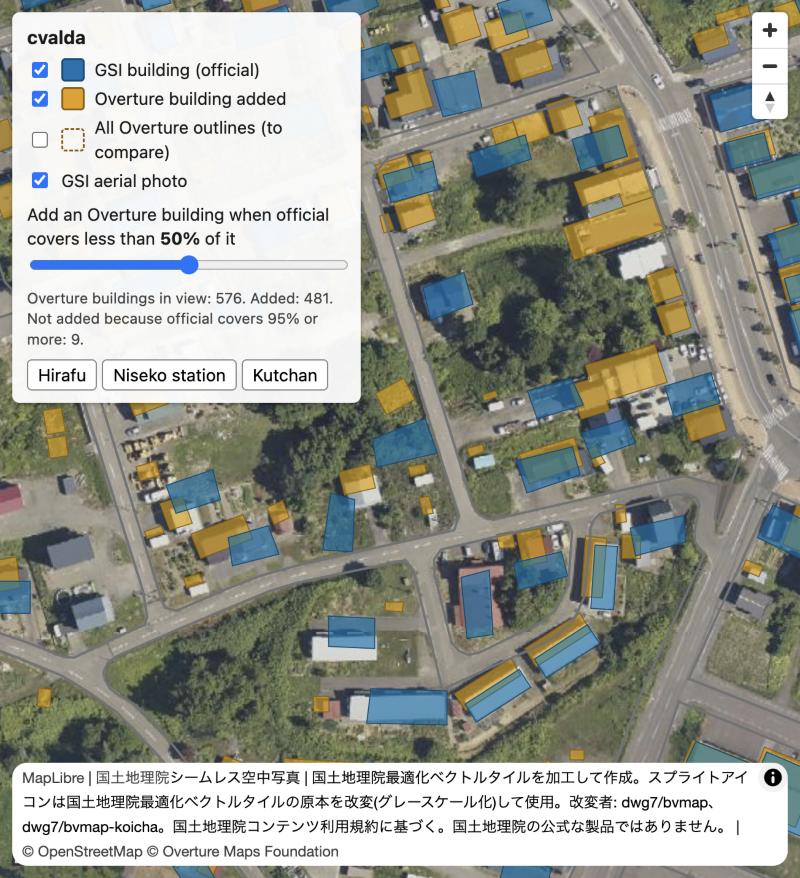 cvalda
GSI building (official)
Overture building added
All Overture outlines (to
compare)
GSI aerial photo
Add an Overture building when official
covers less than 50% of it
Overture buildings in view: 576. Added: 481.
Not added because official covers 95% or
more: 9.
Hirafu Niseko station Kutchan
MapLibre | 国土地理院シームレス空中写真 | 国土地理院最適化ベクトルタイルを加工して作成。スプライトアイ
コンは国土地理院最適化ベクトルタイルの原本を改変(グレースケール化)して使用。改変者: dwg7/bvmap、
dwg7/bvmap-koicha。国土地理院コンテンツ利用規約に基づく。国土地理院の公式な製品ではありません。 |
© OpenStreetMap © Overture Maps Foundation